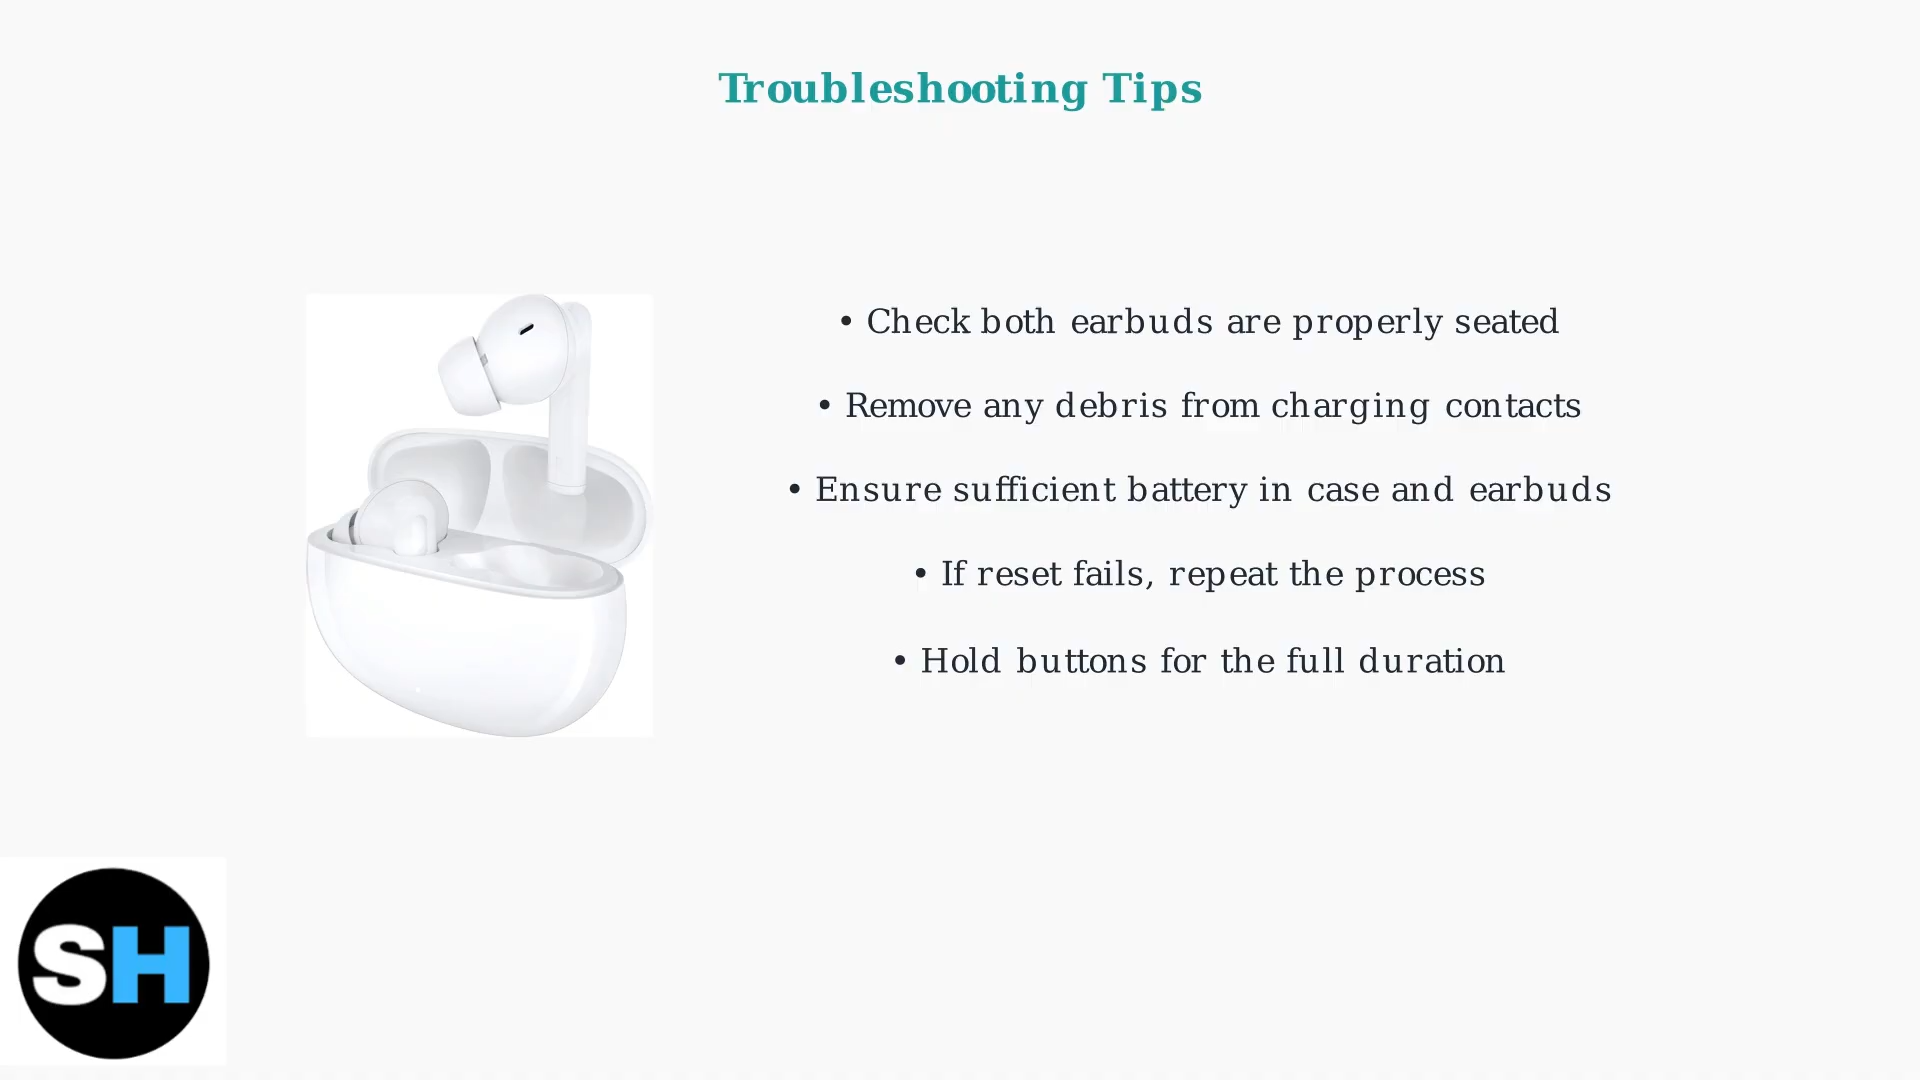 Troubleshooting Tips
• Check both earbuds are properly seated
• Remove any debris from charging contacts
• Ensure sufficient battery in case and earbuds
• If reset fails, repeat the process
• Hold buttons for the full duration
SH